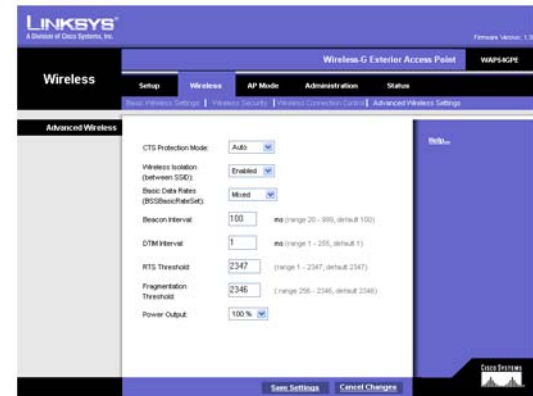 LINKSYS®
A Division of Cisco Systems, Inc.
Firmware Version: 1.
Wireless-G Exterior Access Point WAP54GPE
Wireless
Setup Wireless AP Mode Administration Status
Basic Wireless Settings | Wireless Security | Wireless Connection Control | Advanced Wireless Settings
Advanced Wireless
Help...
CTS Protection Mode: Auto
Wireless Isolation
(between SSID): Enabled
Basic Data Rates
(BSSBasicRateSet): Mixed
Beacon Interval: 100 ms (range 20 - 999, default 100)
DTIM Interval: 1 ms (range 1 - 255, default 1)
RTS Threshold 2347 (range 1 - 2347, default 2347)
Fragmentation
Threshold 2346 ( range 256 - 2346, default 2346)
Power Output: 100 %
CISCO SYSTEMS
Save Settings Cancel Changes